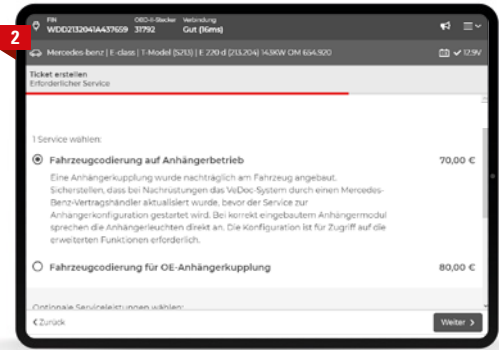 2
FIN OBD-II-Stecker Verbindung
WDD2132041A437659 31792 Gut (16ms)
Mercedes-benz | E-class | T-Model (S213) | E 220 d (213.204) 143KW OM 654.920 12.9V
Ticket erstellen
Erforderlicher Service
1 Service wählen:
Fahrzeugcodierung auf Anhängerbetrieb 70,00 €
Eine Anhängerkupplung wurde nachträglich am Fahrzeug angebaut.
Sicherstellen, dass bei Nachrüstungen das VeDoc-System durch einen Mercedes-
Benz-Vertragshändler aktualisiert wurde, bevor der Service zur
Anhängerkonfiguration gestartet wird. Bei korrekt eingebautem Anhängermodul
sprechen die Anhängerleuchten direkt an. Die Konfiguration ist für Zugriff auf die
erweiterten Funktionen erforderlich.
Fahrzeugcodierung für OE-Anhängerkupplung 80,00 €
Optionale Serviceleistungen wählen:
Zurück Weiter